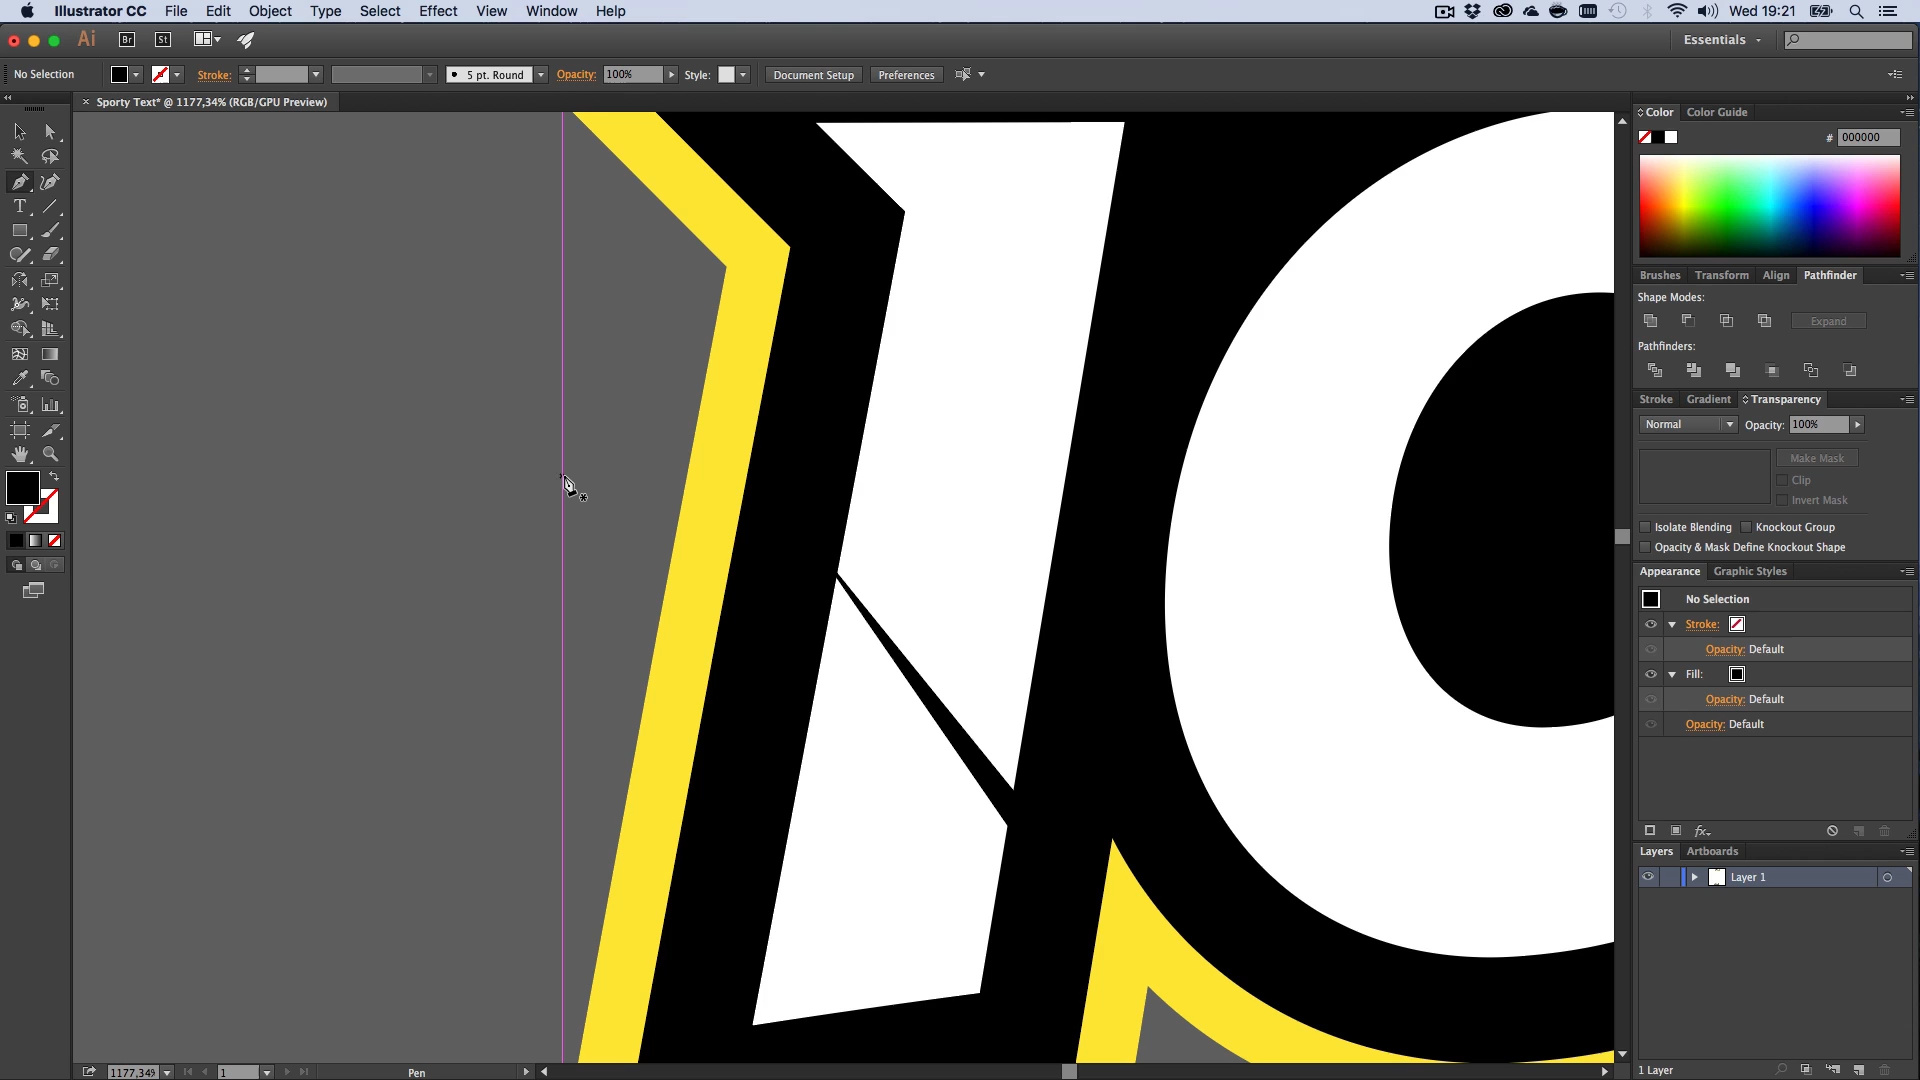 Illustrator CC File Edit Object Type Select Effect View Window Help Wed 19:21
Ai Br St Essentials
No Selection Stroke: 5 pt. Round Opacity: 100% Style: Document Setup Preferences
× Sporty Text* @ 1177,34% (RGB/GPU Preview)
Color Color Guide
# 000000
Brushes Transform Align Pathfinder
Shape Modes:
Expand
Pathfinders:
Stroke Gradient Transparency
Normal Opacity: 100%
Make Mask
Clip
Invert Mask
Isolate Blending Knockout Group
Opacity & Mask Define Knockout Shape
Appearance Graphic Styles
No Selection
Stroke:
Opacity: Default
Fill:
Opacity: Default
Opacity: Default
fx
Layers Artboards
Layer 1
1177,34% 1 Pen 1 Layer